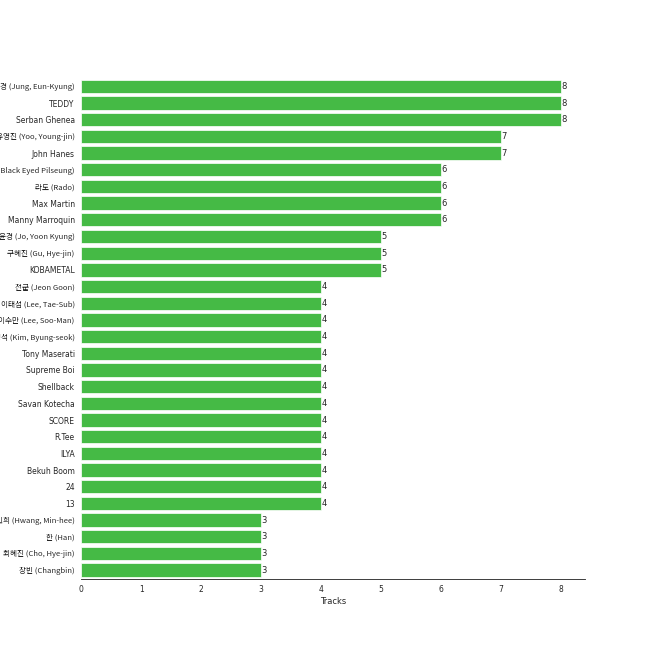 경 (Jung, Eun-Kyung) 8
TEDDY 8
Serban Ghenea 8
유영진 (Yoo, Young-jin) 7
John Hanes 7
Black Eyed Pilseung) 6
라도 (Rado) 6
Max Martin 6
Manny Marroquin 6
윤경 (Jo, Yoon Kyung) 5
구혜진 (Gu, Hye-jin) 5
KOBAMETAL 5
전군 (Jeon Goon) 4
이태섭 (Lee, Tae-Sub) 4
이수만 (Lee, Soo-Man) 4
석 (Kim, Byung-seok) 4
Tony Maserati 4
Supreme Boi 4
Shellback 4
Savan Kotecha 4
SCORE 4
R.Tee 4
ILYA 4
Bekuh Boom 4
24 4
13 4
희 (Hwang, Min-hee) 3
한 (Han) 3
최혜진 (Cho, Hye-jin) 3
창빈 (Changbin) 3
0 1 2 3 4 5 6 7 8
Tracks